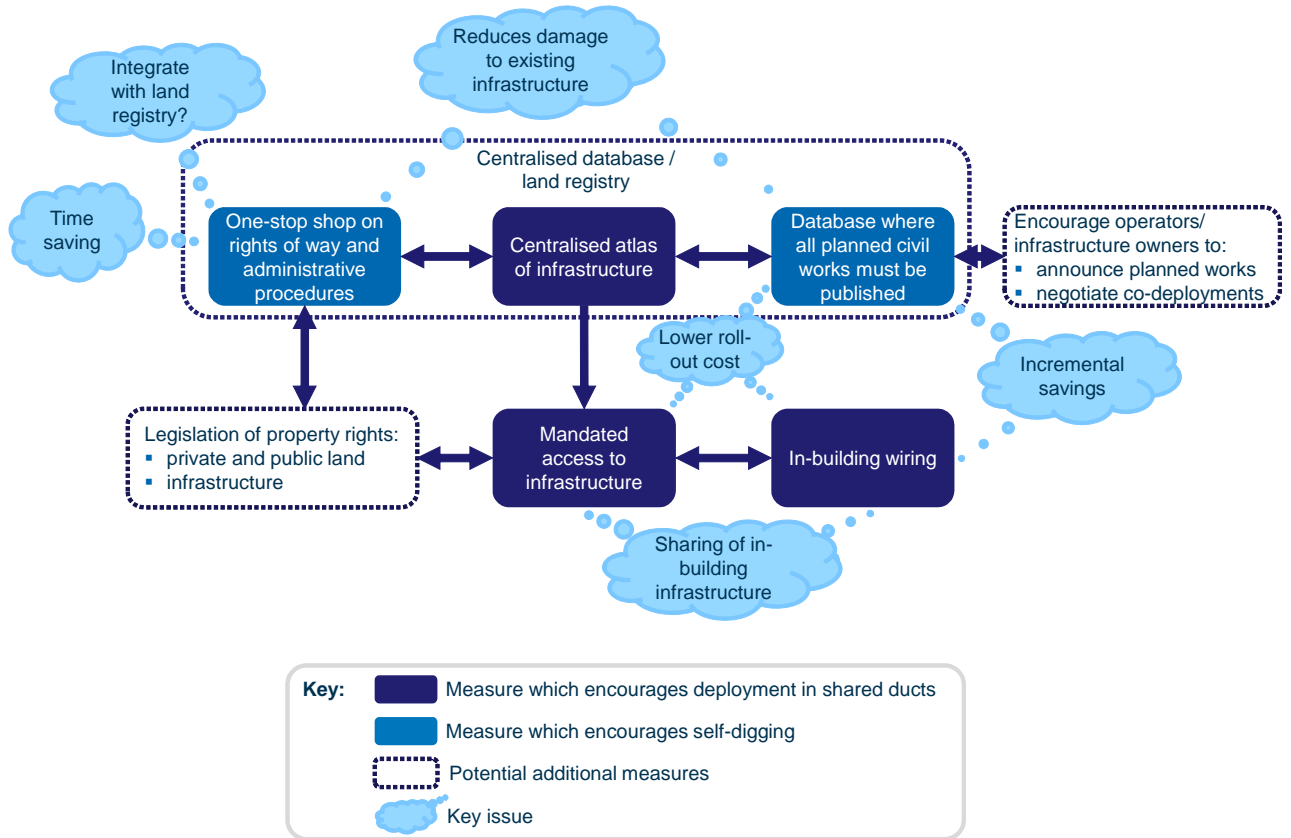 Reduces damage
to existing
infrastructure
Integrate
with land
registry?
Centralised database /
land registry
Time
saving
One-stop shop on
rights of way and
administrative
procedures
Centralised atlas
of infrastructure
Database where
all planned civil
works must be
published
Encourage operators/
infrastructure owners to:
announce planned works
negotiate co-deployments
Lower roll-
out cost
Incremental
savings
Legislation of property rights:
private and public land
infrastructure
Mandated
access to
infrastructure
In-building wiring
Sharing of in-
building
infrastructure
Key:
Measure which encourages deployment in shared ducts
Measure which encourages self-digging
Potential additional measures
Key issue